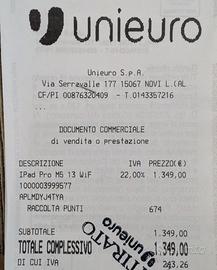 unieuro
Unieuro S.p.A.
Via Serravalle 177 15067 NOVI L.(AL
CF/PI 00876320409 - T.0143357216
...
DOCUMENTO COMMERCIALE
di vendita o prestazione
DESCRIZIONE IVA PREZZO(€)
IPad Pro M5 13 WiF 22,00% 1.349,00
1000003999577
APLMDYJ4TYA
RACCOLTA PUNTI 674
SUBTOTALE 1.349,00
TOTALE COMPLESSIVO 1.349,00
DI CUI IVA 243,26
unieuro
RITIRATO